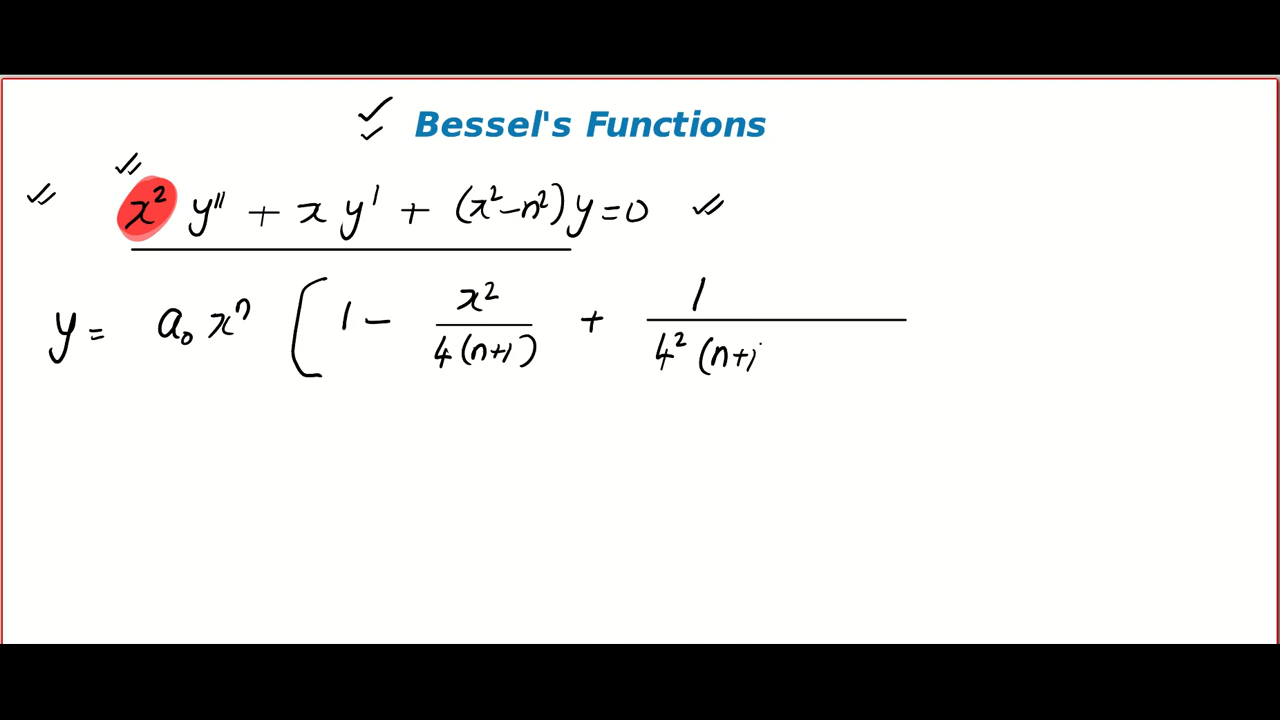 Bessel's Functions
x² y'' + x y' + (x² - n²) y = 0
y = a₀ xⁿ [ 1 - x² / 4(n+1) + 1 / 4² (n+1